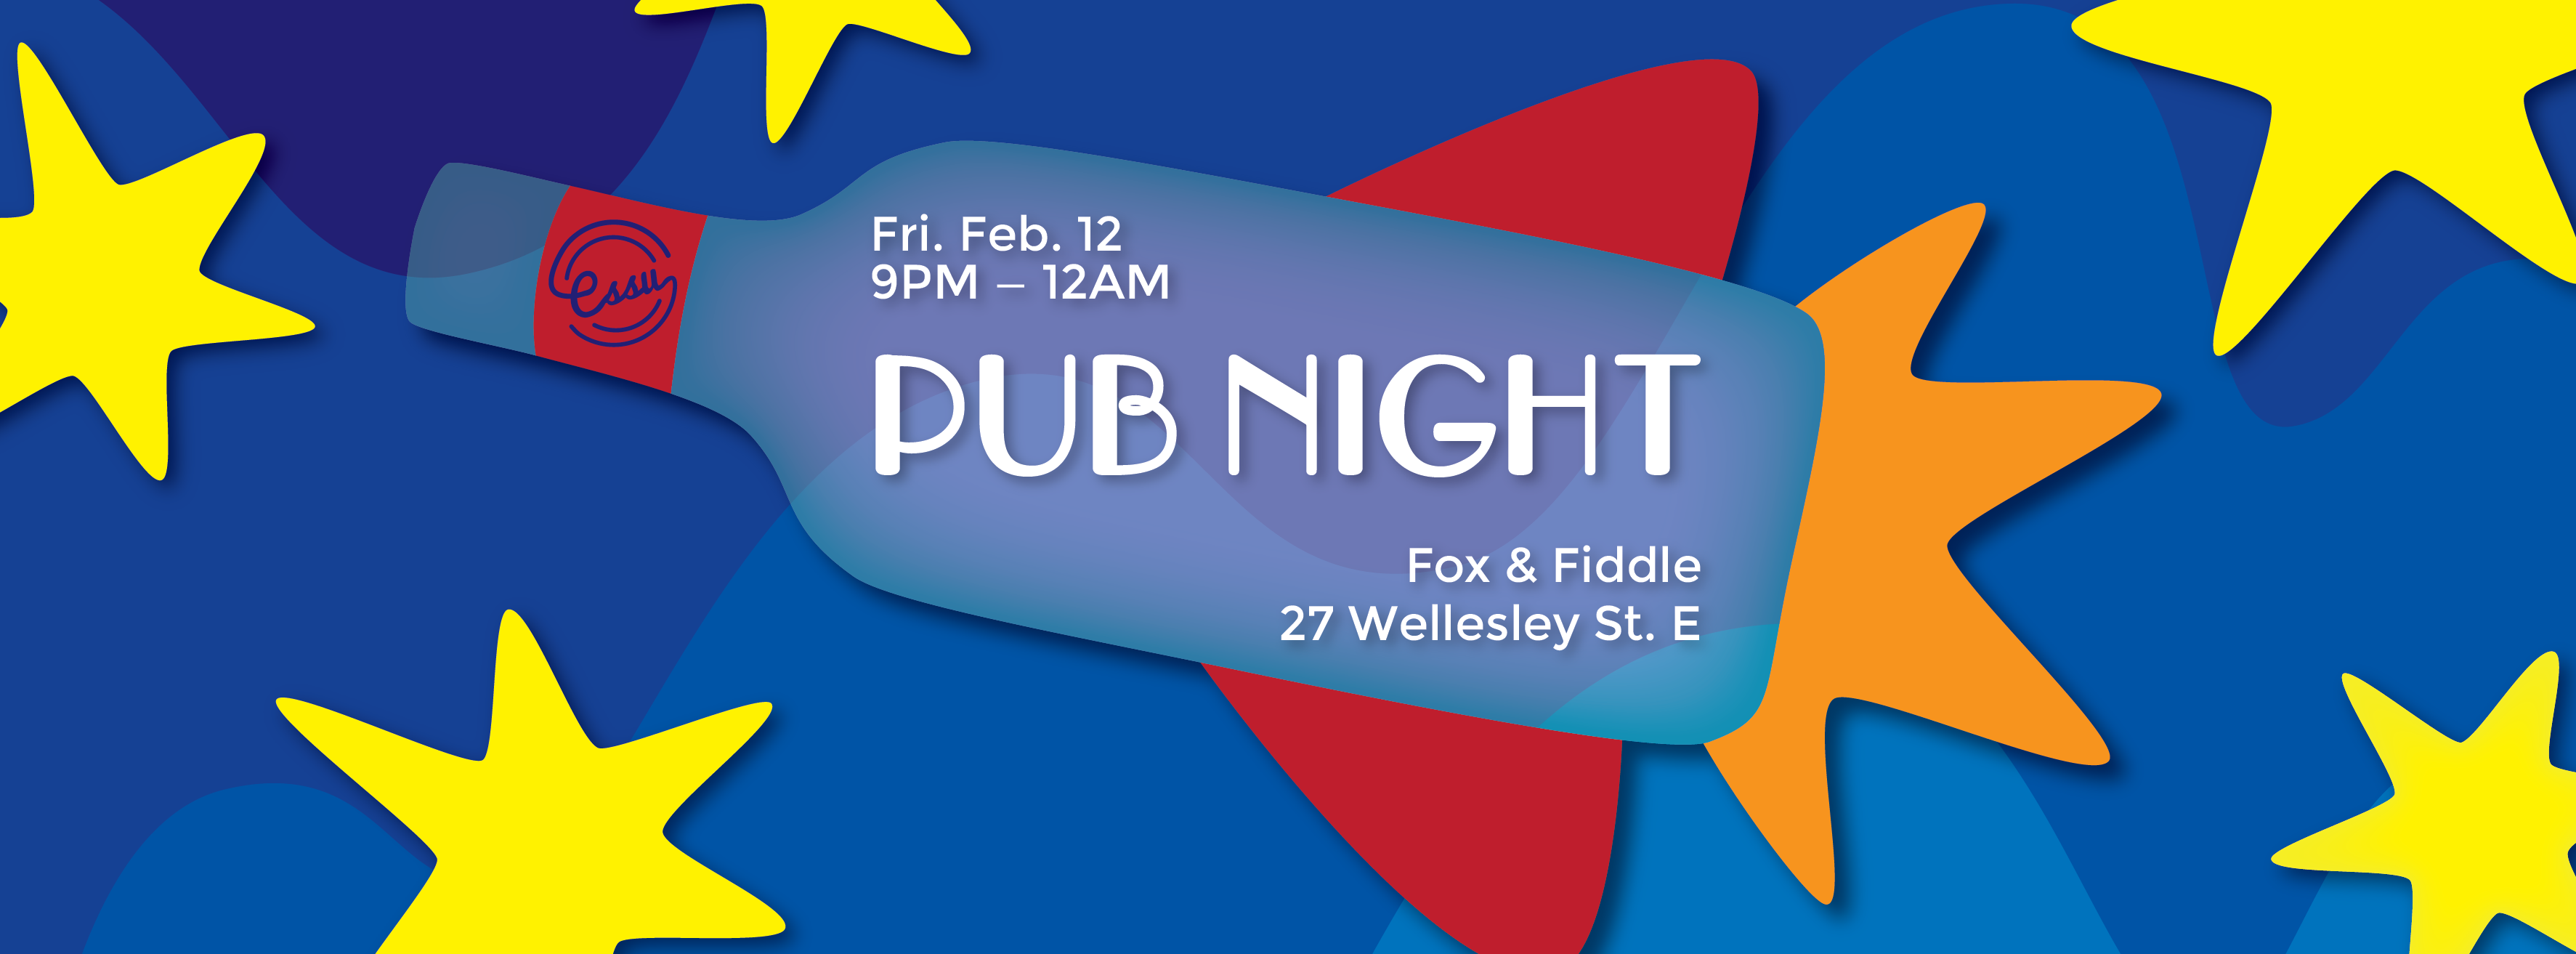 essu
Fri. Feb. 12
9PM – 12AM
PUB NIGHT
Fox & Fiddle
27 Wellesley St. E